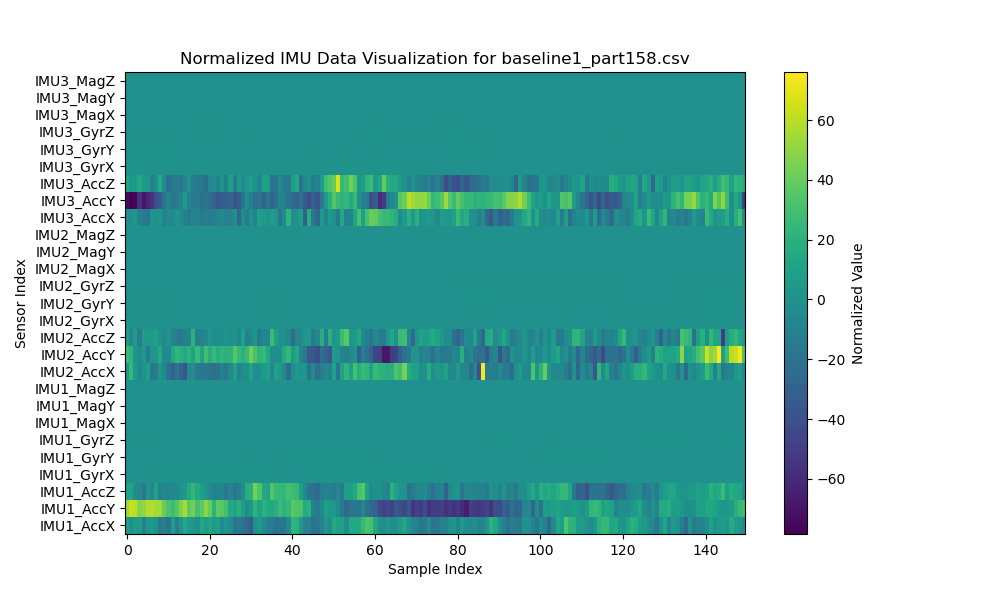 Normalized IMU Data Visualization for baseline1_part158.csv
IMU3_MagZ
IMU3_MagY
IMU3_MagX
IMU3_GyrZ
IMU3_GyrY
IMU3_GyrX
IMU3_AccZ
IMU3_AccY
IMU3_AccX
IMU2_MagZ
IMU2_MagY
IMU2_MagX
IMU2_GyrZ
IMU2_GyrY
IMU2_GyrX
IMU2_AccZ
IMU2_AccY
IMU2_AccX
IMU1_MagZ
IMU1_MagY
IMU1_MagX
IMU1_GyrZ
IMU1_GyrY
IMU1_GyrX
IMU1_AccZ
IMU1_AccY
IMU1_AccX
Sensor Index
0 20 40 60 80 100 120 140
Sample Index
60
40
20
0
−20
−40
−60
Normalized Value